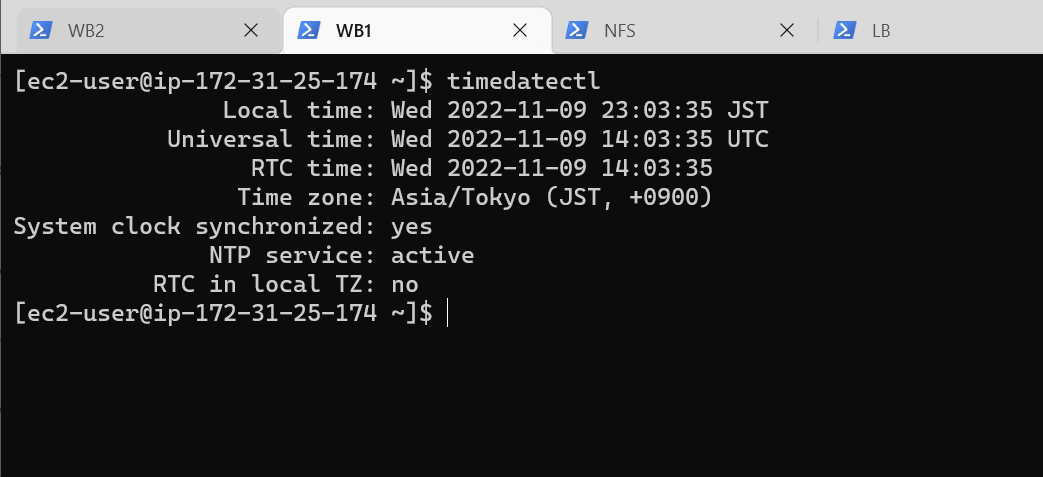 WB2 WB1 NFS LB
[ec2-user@ip-172-31-25-174 ~]$ timedatectl
               Local time: Wed 2022-11-09 23:03:35 JST
           Universal time: Wed 2022-11-09 14:03:35 UTC
                 RTC time: Wed 2022-11-09 14:03:35
                Time zone: Asia/Tokyo (JST, +0900)
System clock synchronized: yes
              NTP service: active
          RTC in local TZ: no
[ec2-user@ip-172-31-25-174 ~]$